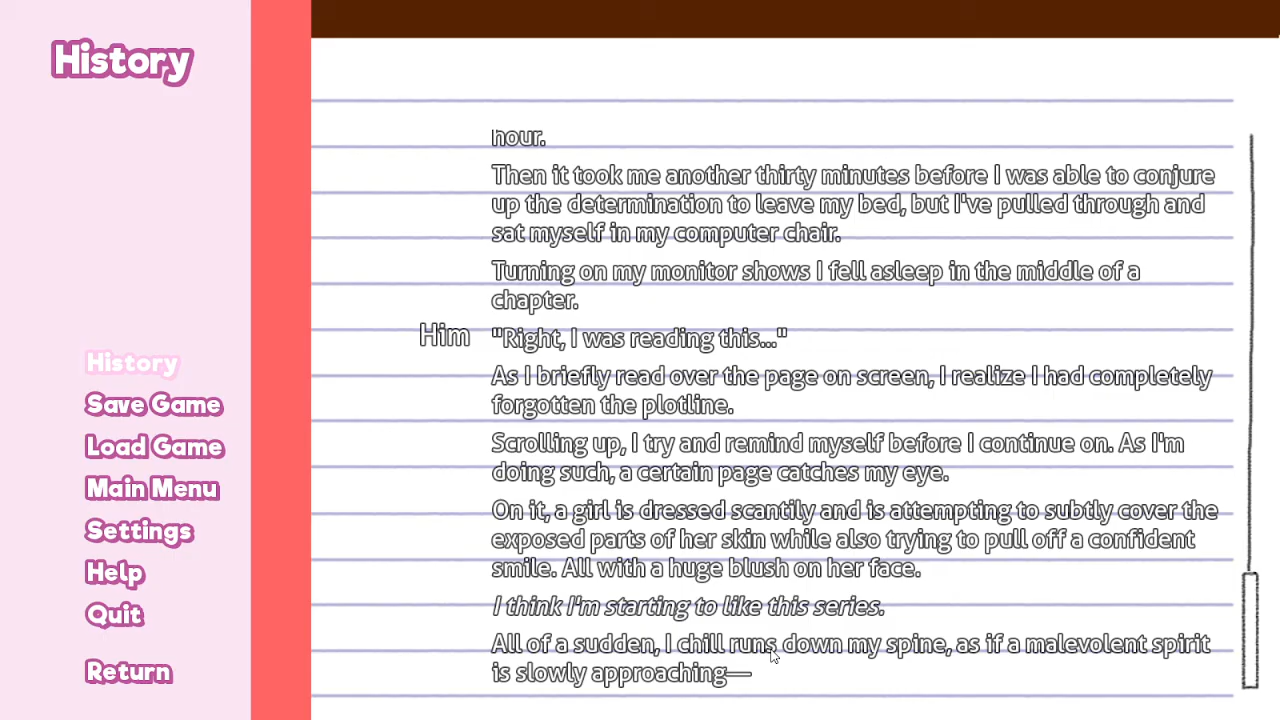 History
hour.
Then it took me another thirty minutes before I was able to conjure
up the determination to leave my bed, but I've pulled through and
sat myself in my computer chair.
Turning on my monitor shows I fell asleep in the middle of a
chapter.
Him "Right, I was reading this..."
As I briefly read over the page on screen, I realize I had completely
forgotten the plotline.
Scrolling up, I try and remind myself before I continue on. As I'm
doing such, a certain page catches my eye.
On it, a girl is dressed scantily and is attempting to subtly cover the
exposed parts of her skin while also trying to pull off a confident
smile. All with a huge blush on her face.
I think I'm starting to like this series.
All of a sudden, I chill runs down my spine, as if a malevolent spirit
is slowly approaching—
History
Save Game
Load Game
Main Menu
Settings
Help
Quit
Return